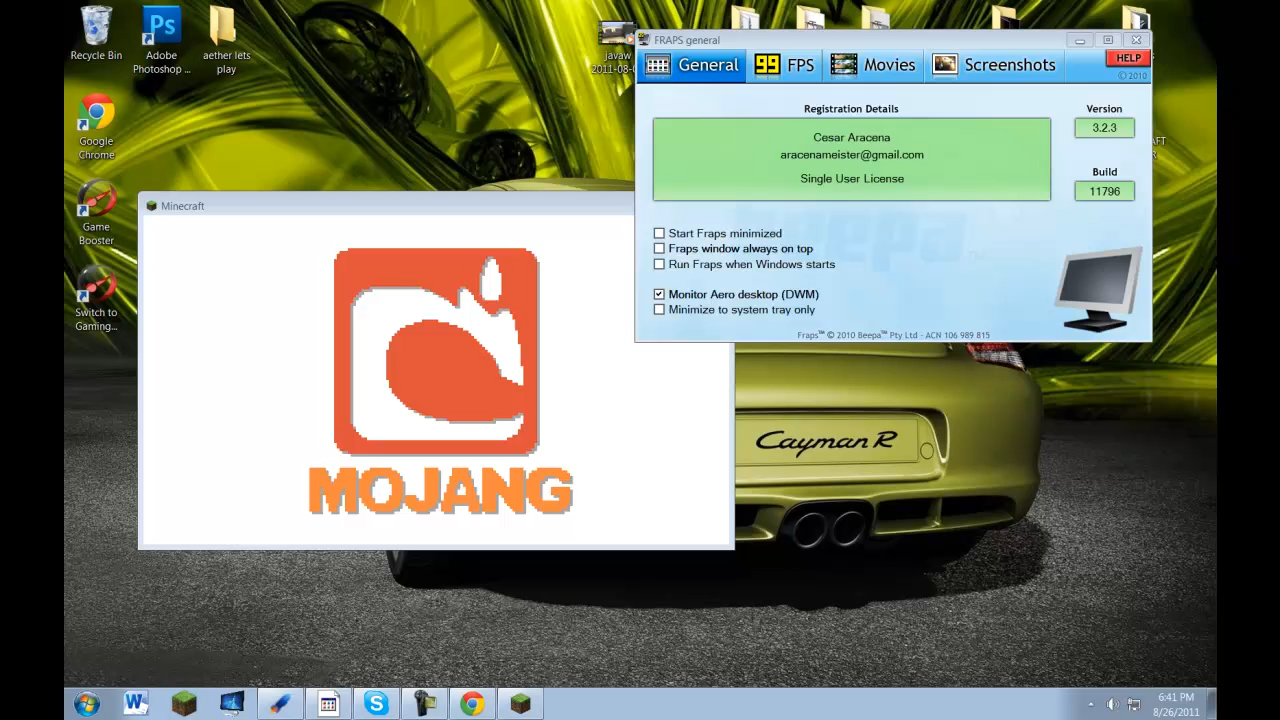 Recycle Bin
Adobe
Photoshop ...
aether lets
play
Google
Chrome
Game
Booster
Switch to
Gaming...
javaw
FRAPS general
General
99 FPS
Movies
Screenshots
HELP
© 2010
Registration Details
Cesar Aracena
aracenameister@gmail.com
Single User License
Version
3.2.3
Build
11796
Start Fraps minimized
Fraps window always on top
Run Fraps when Windows starts
Monitor Aero desktop (DWM)
Minimize to system tray only
Fraps™ © 2010 Beepa™ Pty Ltd - ACN 106 989 815
Minecraft
MOJANG
Cayman R
6:41 PM
8/26/2011